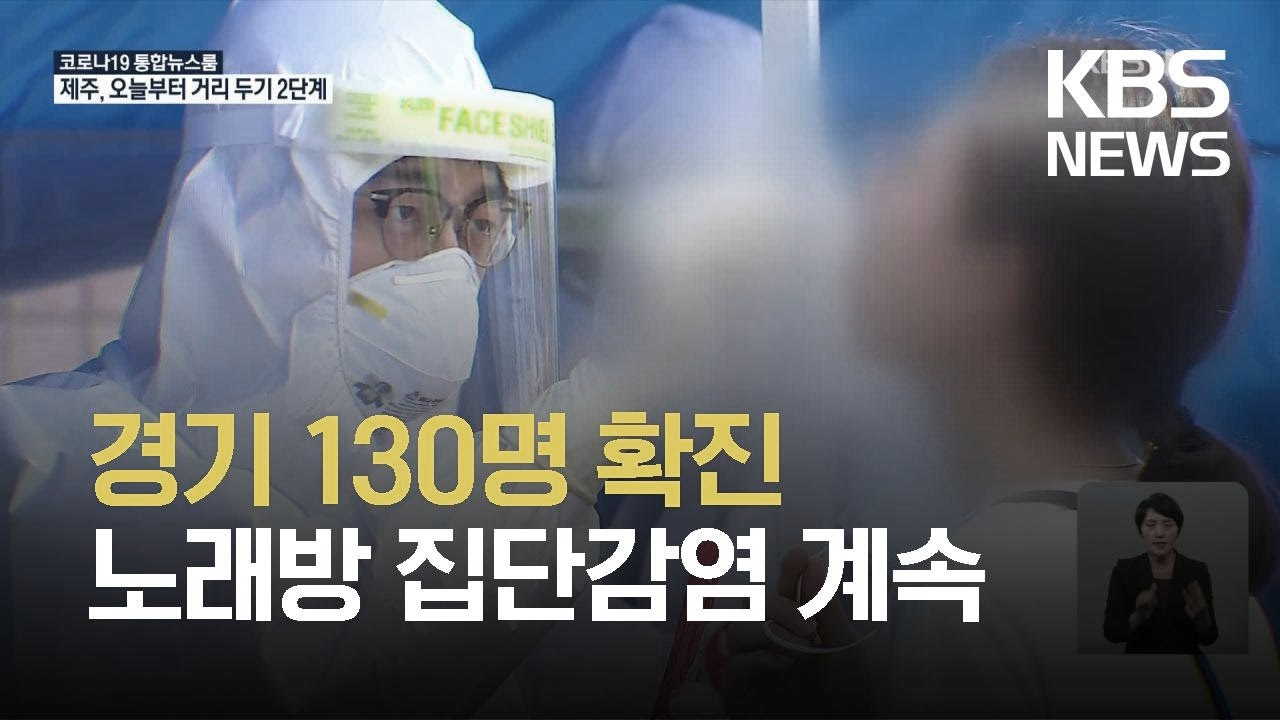 코로나19 통합뉴스룸
제주, 오늘부터 거리 두기 2단계
KBS
NEWS
FACE SHIEL
경기 130명 확진
노래방 집단감염 계속